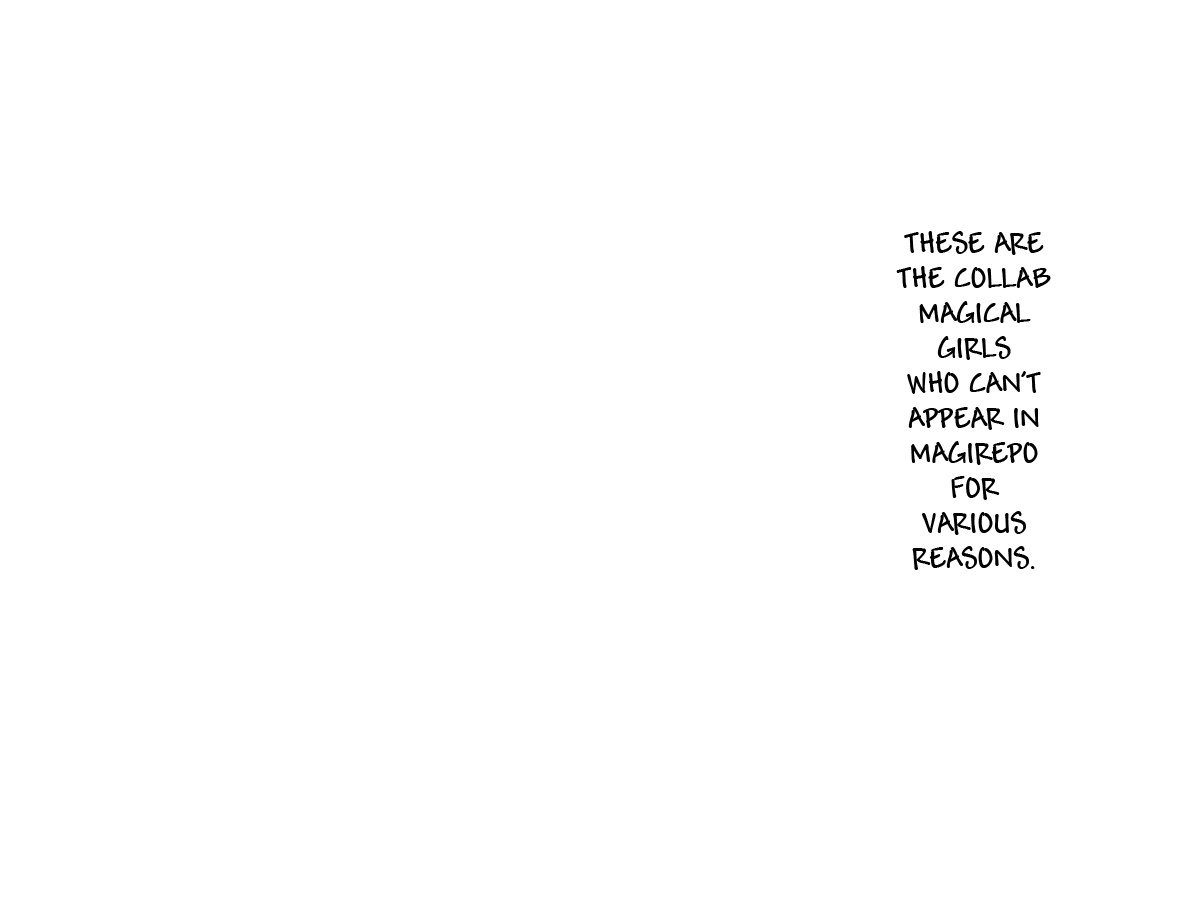 THESE ARE
THE COLLAB
MAGICAL
GIRLS
WHO CAN'T
APPEAR IN
MAGIREPO
FOR
VARIOUS
REASONS.